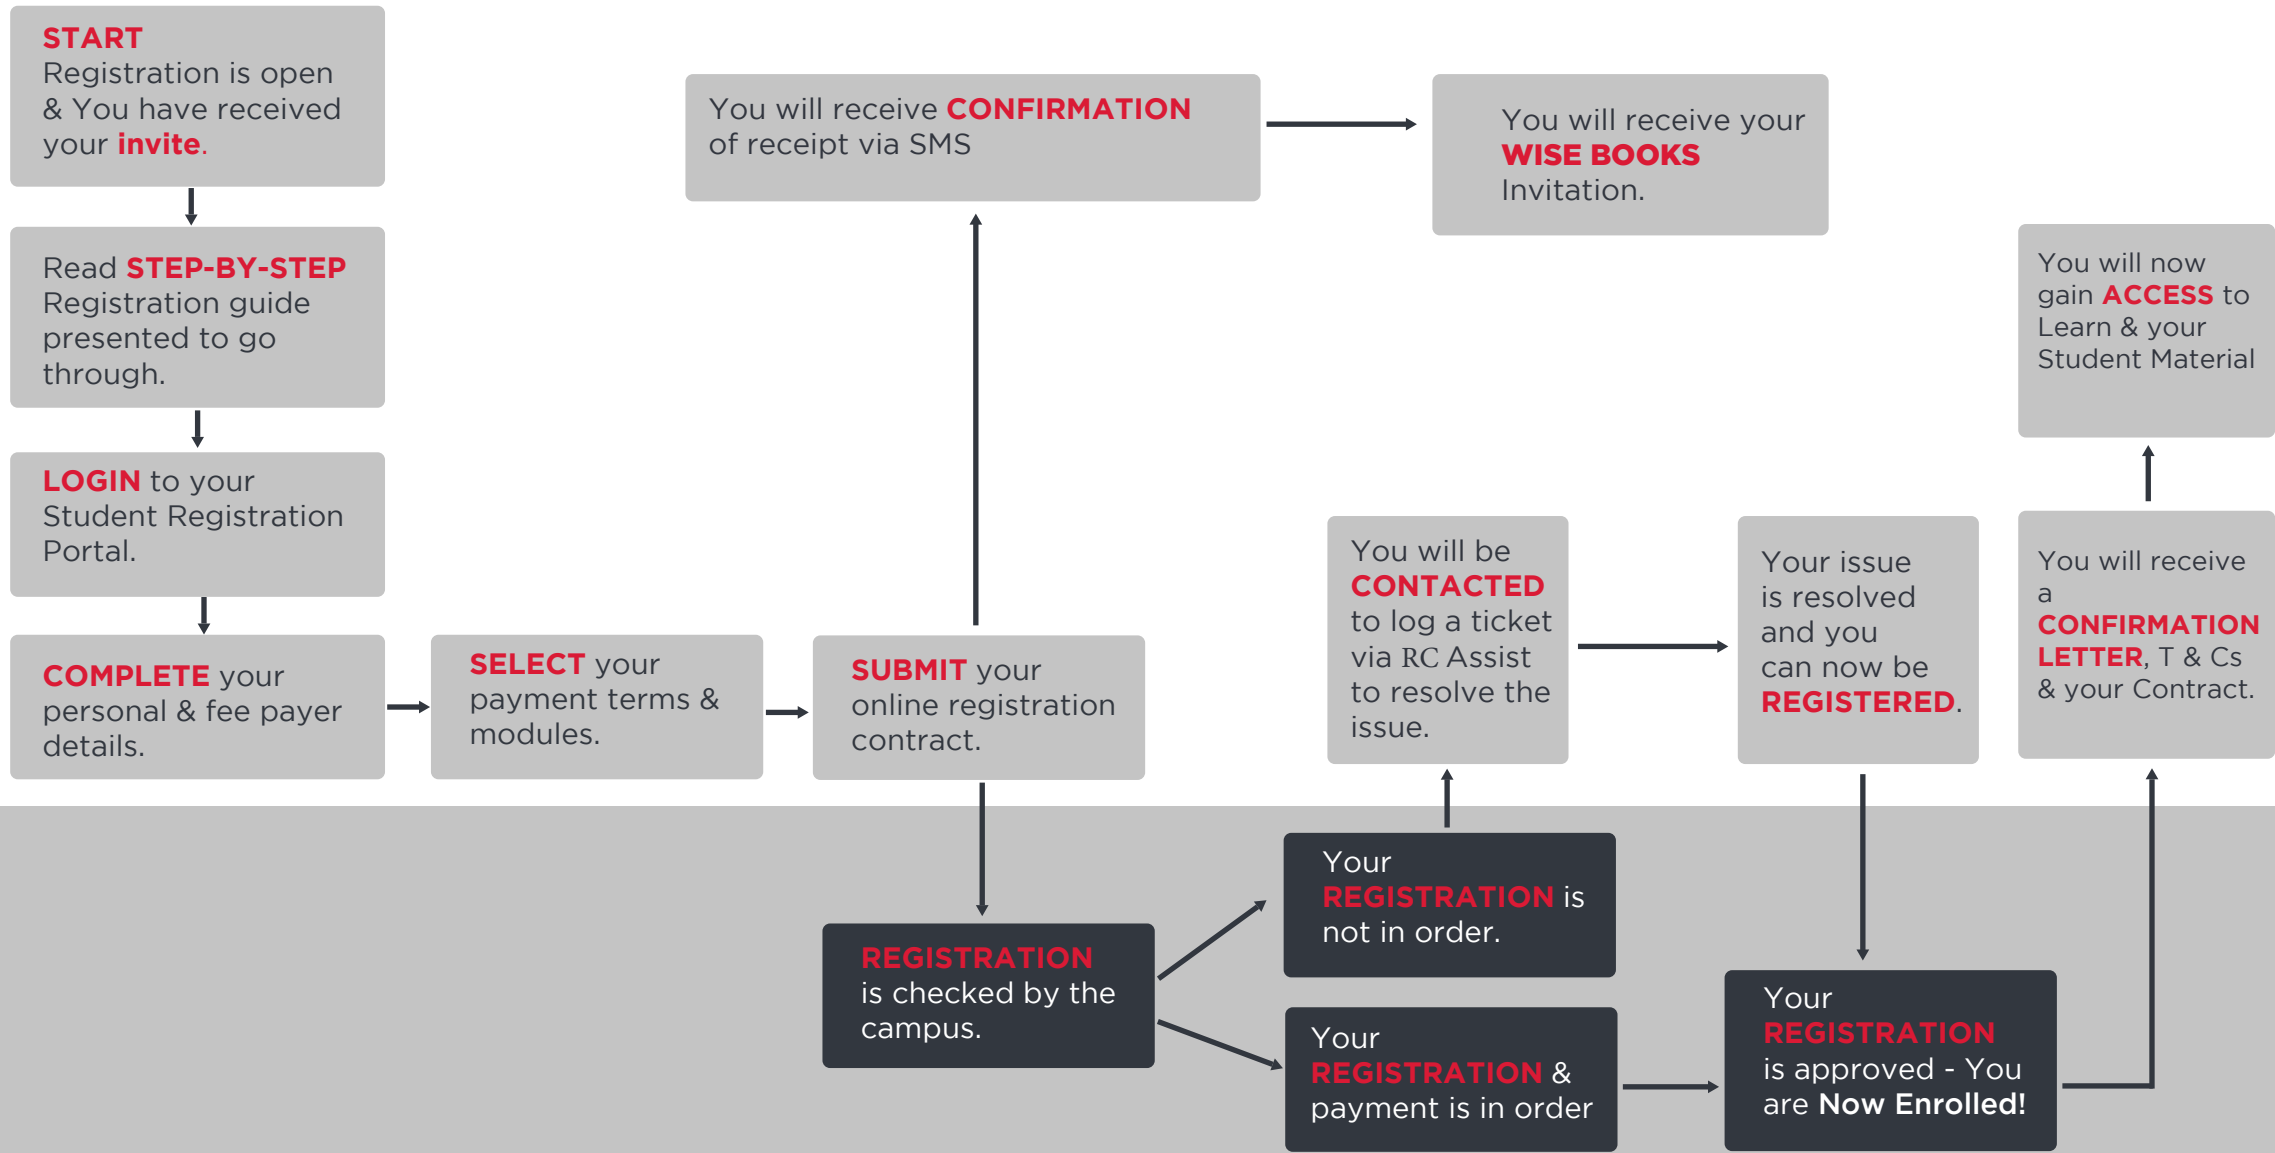 START
Registration is open
& You have received
your invite.
Read STEP-BY-STEP
Registration guide
presented to go
through.
LOGIN to your
Student Registration
Portal.
COMPLETE your
personal & fee payer
details.
SELECT your
payment terms &
modules.
SUBMIT your
online registration
contract.
You will receive CONFIRMATION
of receipt via SMS
You will receive your
WISE BOOKS
Invitation.
REGISTRATION
is checked by the
campus.
Your
REGISTRATION is
not in order.
You will be
CONTACTED
to log a ticket
via RC Assist
to resolve the
issue.
Your issue
is resolved
and you
can now be
REGISTERED.
Your
REGISTRATION &
payment is in order
Your
REGISTRATION
is approved - You
are Now Enrolled!
You will receive
a
CONFIRMATION
LETTER, T & Cs
& your Contract.
You will now
gain ACCESS to
Learn & your
Student Material